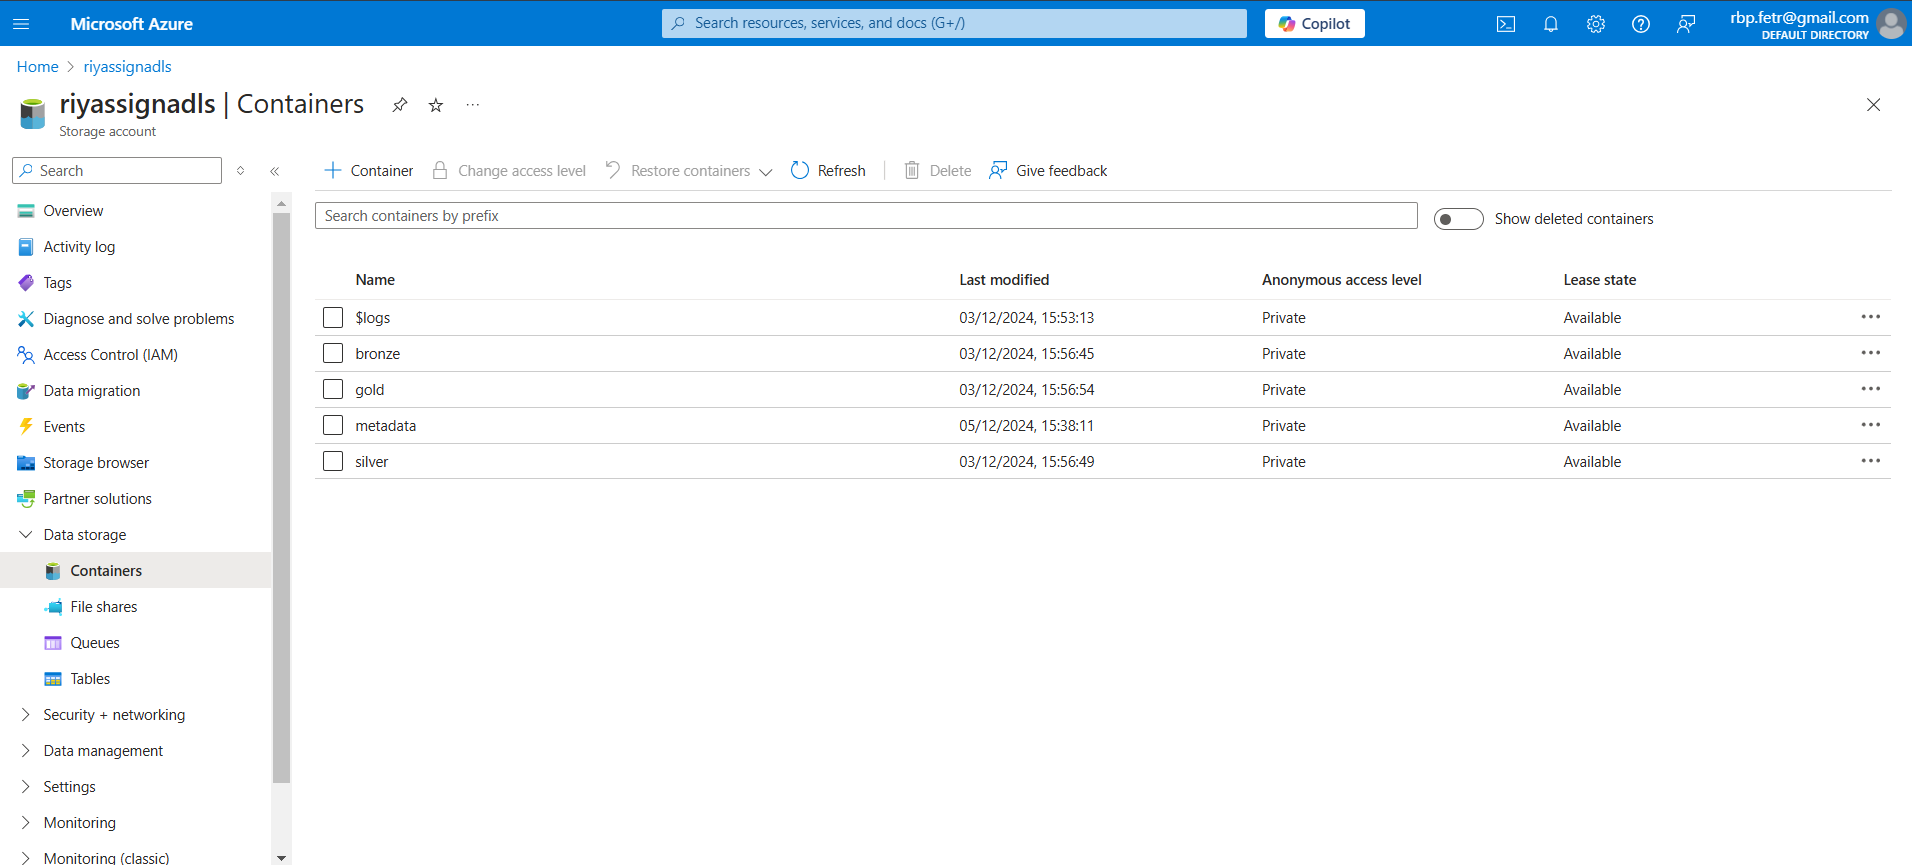 Microsoft Azure
Search resources, services, and docs (G+/)
Copilot
rbp.fetr@gmail.com
DEFAULT DIRECTORY
Home > riyassignadls
riyassignadls | Containers
Storage account
Search
Container
Change access level
Restore containers
Refresh
Delete
Give feedback
Overview
Activity log
Tags
Diagnose and solve problems
Access Control (IAM)
Data migration
Events
Storage browser
Partner solutions
Data storage
Containers
File shares
Queues
Tables
Security + networking
Data management
Settings
Monitoring
Monitoring (classic)
Search containers by prefix
Show deleted containers
Name Last modified Anonymous access level Lease state
$logs 03/12/2024, 15:53:13 Private Available
bronze 03/12/2024, 15:56:45 Private Available
gold 03/12/2024, 15:56:54 Private Available
metadata 05/12/2024, 15:38:11 Private Available
silver 03/12/2024, 15:56:49 Private Available